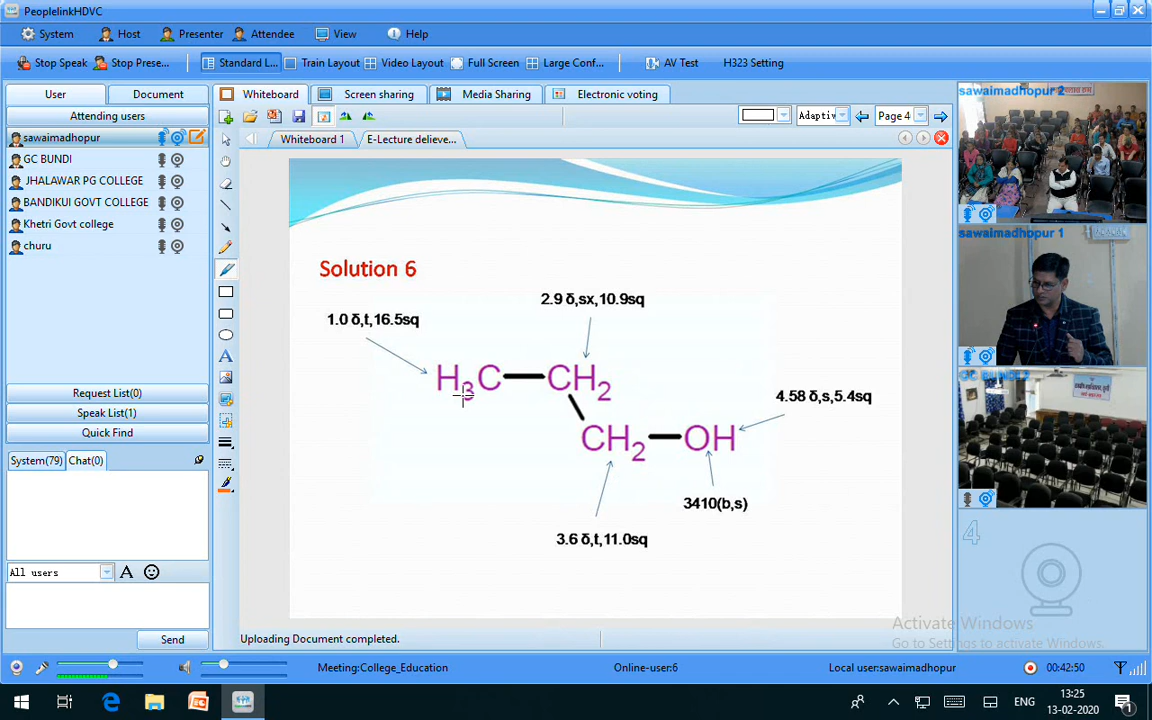 PeoplelinkHDVC
System Host Presenter Attendee View Help
Stop Speak Stop Prese... Standard L... Train Layout Video Layout Full Screen Large Conf... AV Test H323 Setting
User Document
Attending users
sawaimadhopur
GC BUNDI
JHALAWAR PG COLLEGE
BANDIKUI GOVT COLLEGE
Khetri Govt college
churu
Request List(0)
Speak List(1)
Quick Find
System(79) Chat(0)
All users
A
Send
Whiteboard Screen sharing Media Sharing Electronic voting
Adaptiv Page 4
Whiteboard 1 E-Lecture delieve...
A
Solution 6
2.9 δ,sx,10.9sq
1.0 δ,t,16.5sq
H3C CH2
4.58 δ,s,5.4sq
CH2 OH
3410(b,s)
3.6 δ,t,11.0sq
Uploading Document completed.
sawaimadhopur 2
sawaimadhopur 1
GC BUNDI 2
4
Activate Windows
Go to Settings to activate Windows.
Meeting:College_Education Online-user:6 Local user:sawaimadhopur 00:42:50
ENG 13:25
13-02-2020
1